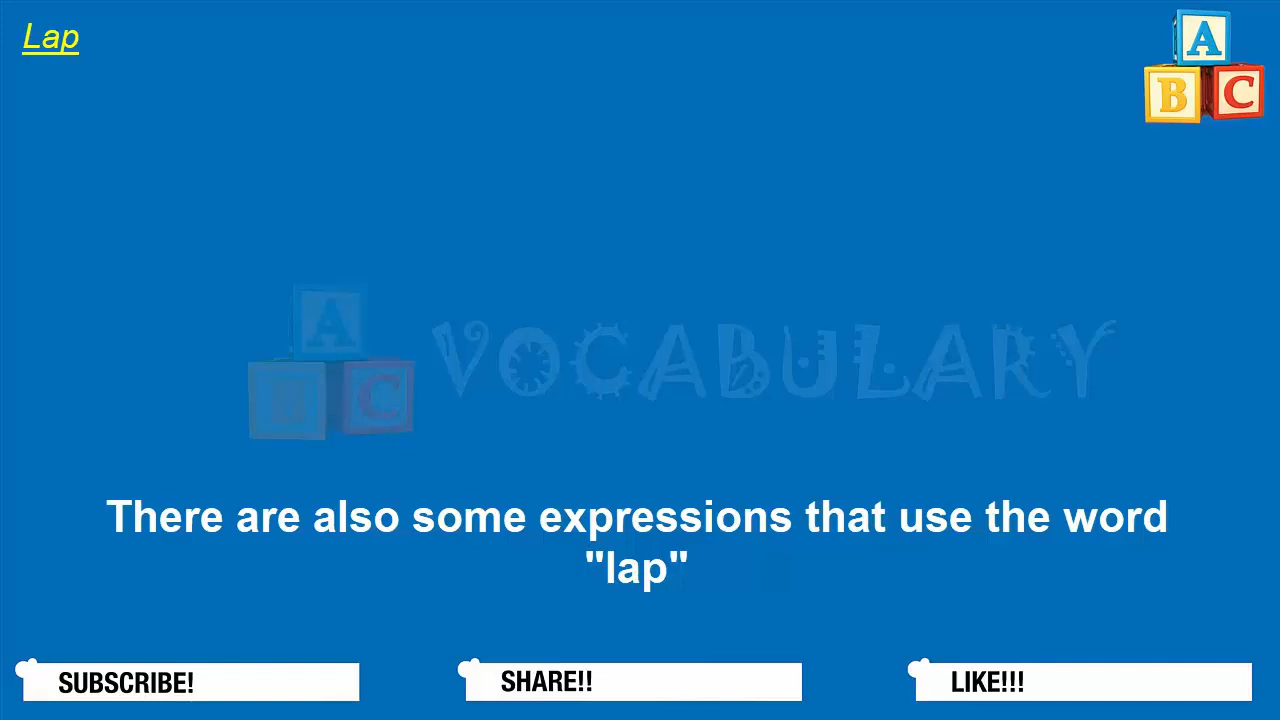 Lap
A
B C
A
B C VOCABULARY
There are also some expressions that use the word
"lap"
SUBSCRIBE! SHARE!! LIKE!!!